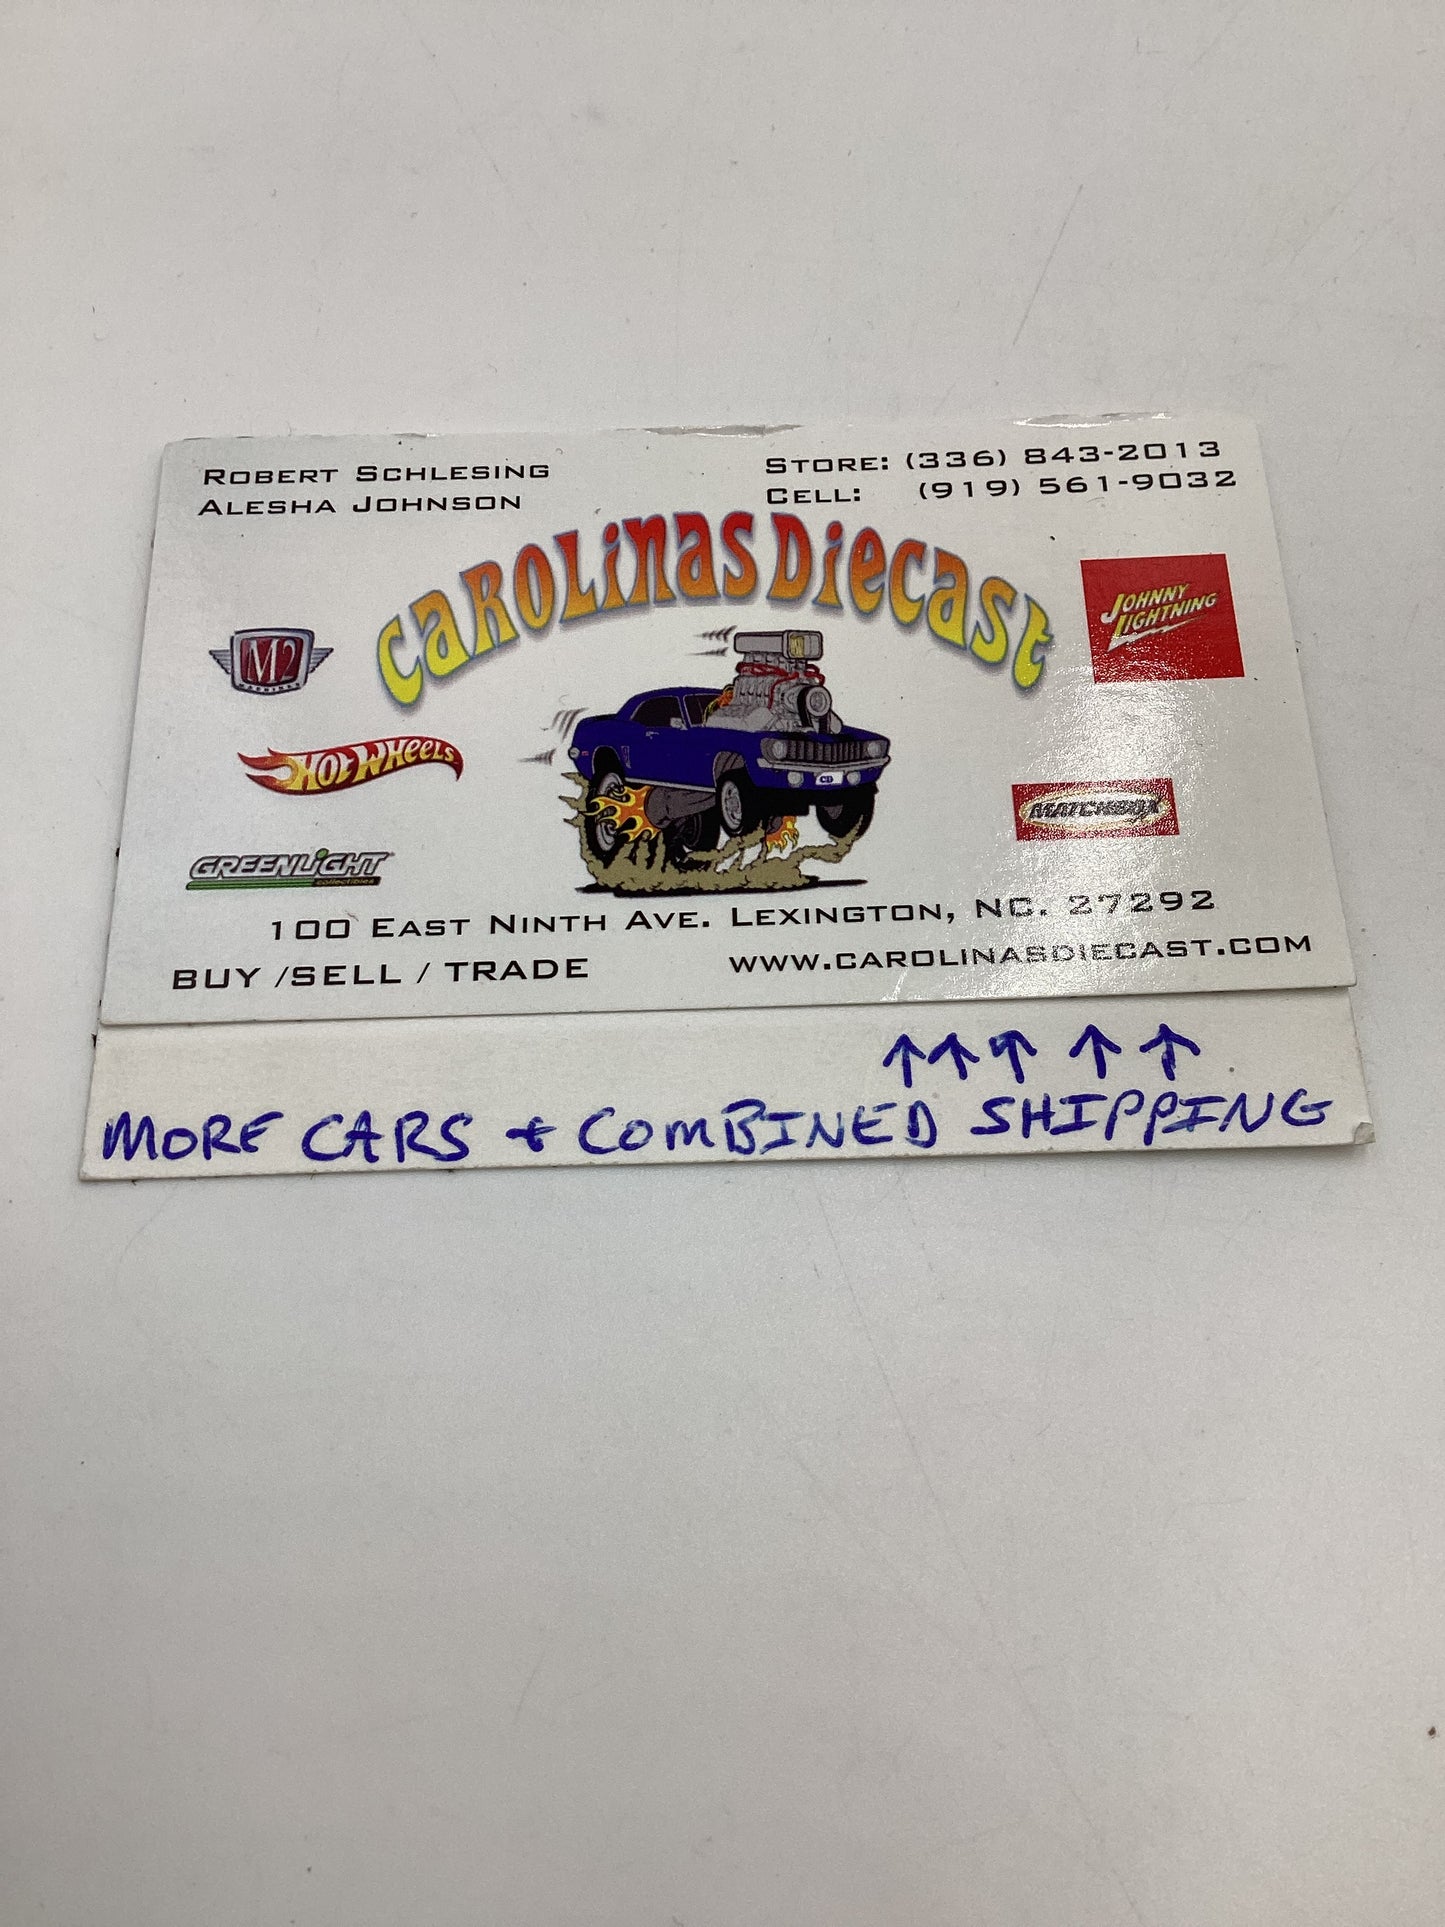 Robert Schlesing
Alesha Johnson
Store: (336) 843-2013
Cell: (919) 561-9032
Carolinas Diecast
M2
MACHINES
Johnny Lightning
Hot Wheels
MATCHBOX
GREENLIGHT
collectibles
100 East Ninth Ave. Lexington, NC. 27292
BUY /SELL / TRADE
www.carolinasdiecast.com
MORE CARS + COMBINED SHIPPING